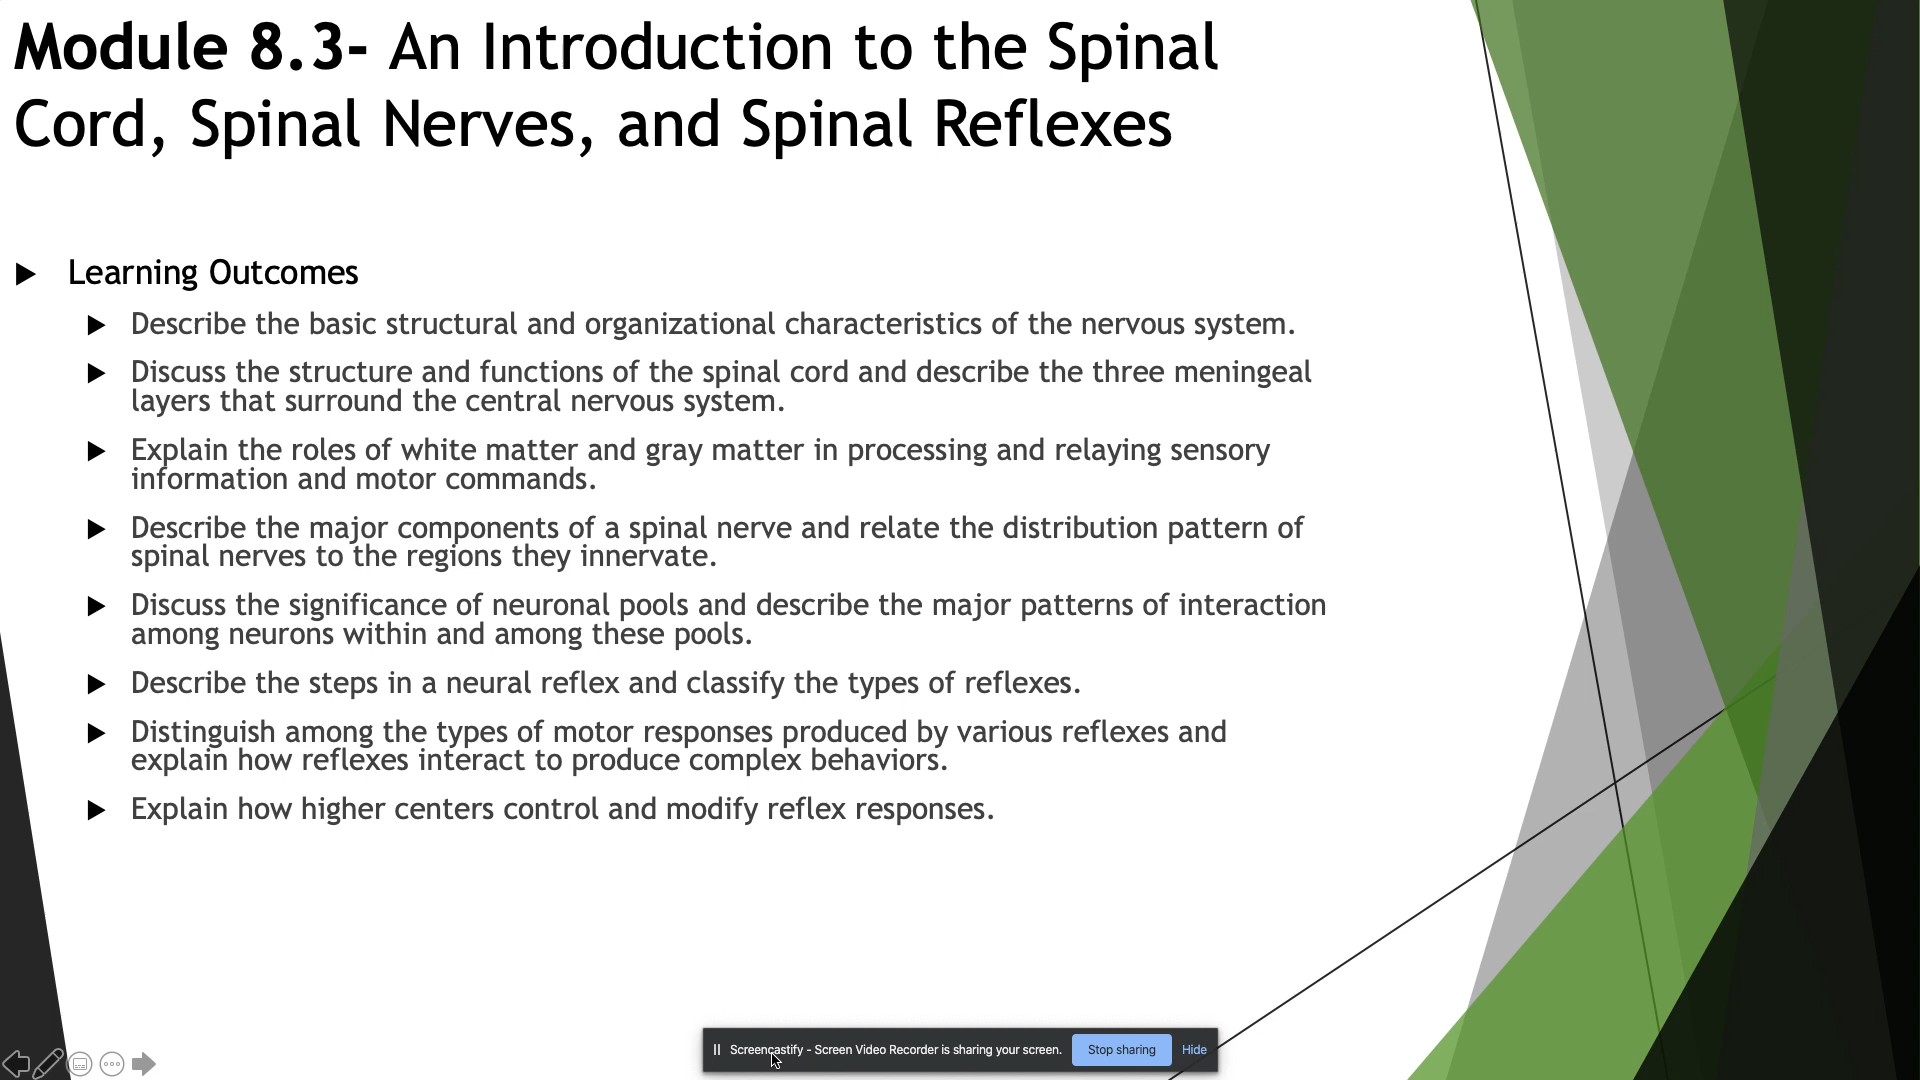 Module 8.3- An Introduction to the Spinal
Cord, Spinal Nerves, and Spinal Reflexes
Learning Outcomes
Describe the basic structural and organizational characteristics of the nervous system.
Discuss the structure and functions of the spinal cord and describe the three meningeal
layers that surround the central nervous system.
Explain the roles of white matter and gray matter in processing and relaying sensory
information and motor commands.
Describe the major components of a spinal nerve and relate the distribution pattern of
spinal nerves to the regions they innervate.
Discuss the significance of neuronal pools and describe the major patterns of interaction
among neurons within and among these pools.
Describe the steps in a neural reflex and classify the types of reflexes.
Distinguish among the types of motor responses produced by various reflexes and
explain how reflexes interact to produce complex behaviors.
Explain how higher centers control and modify reflex responses.
Screencastify - Screen Video Recorder is sharing your screen. Stop sharing Hide